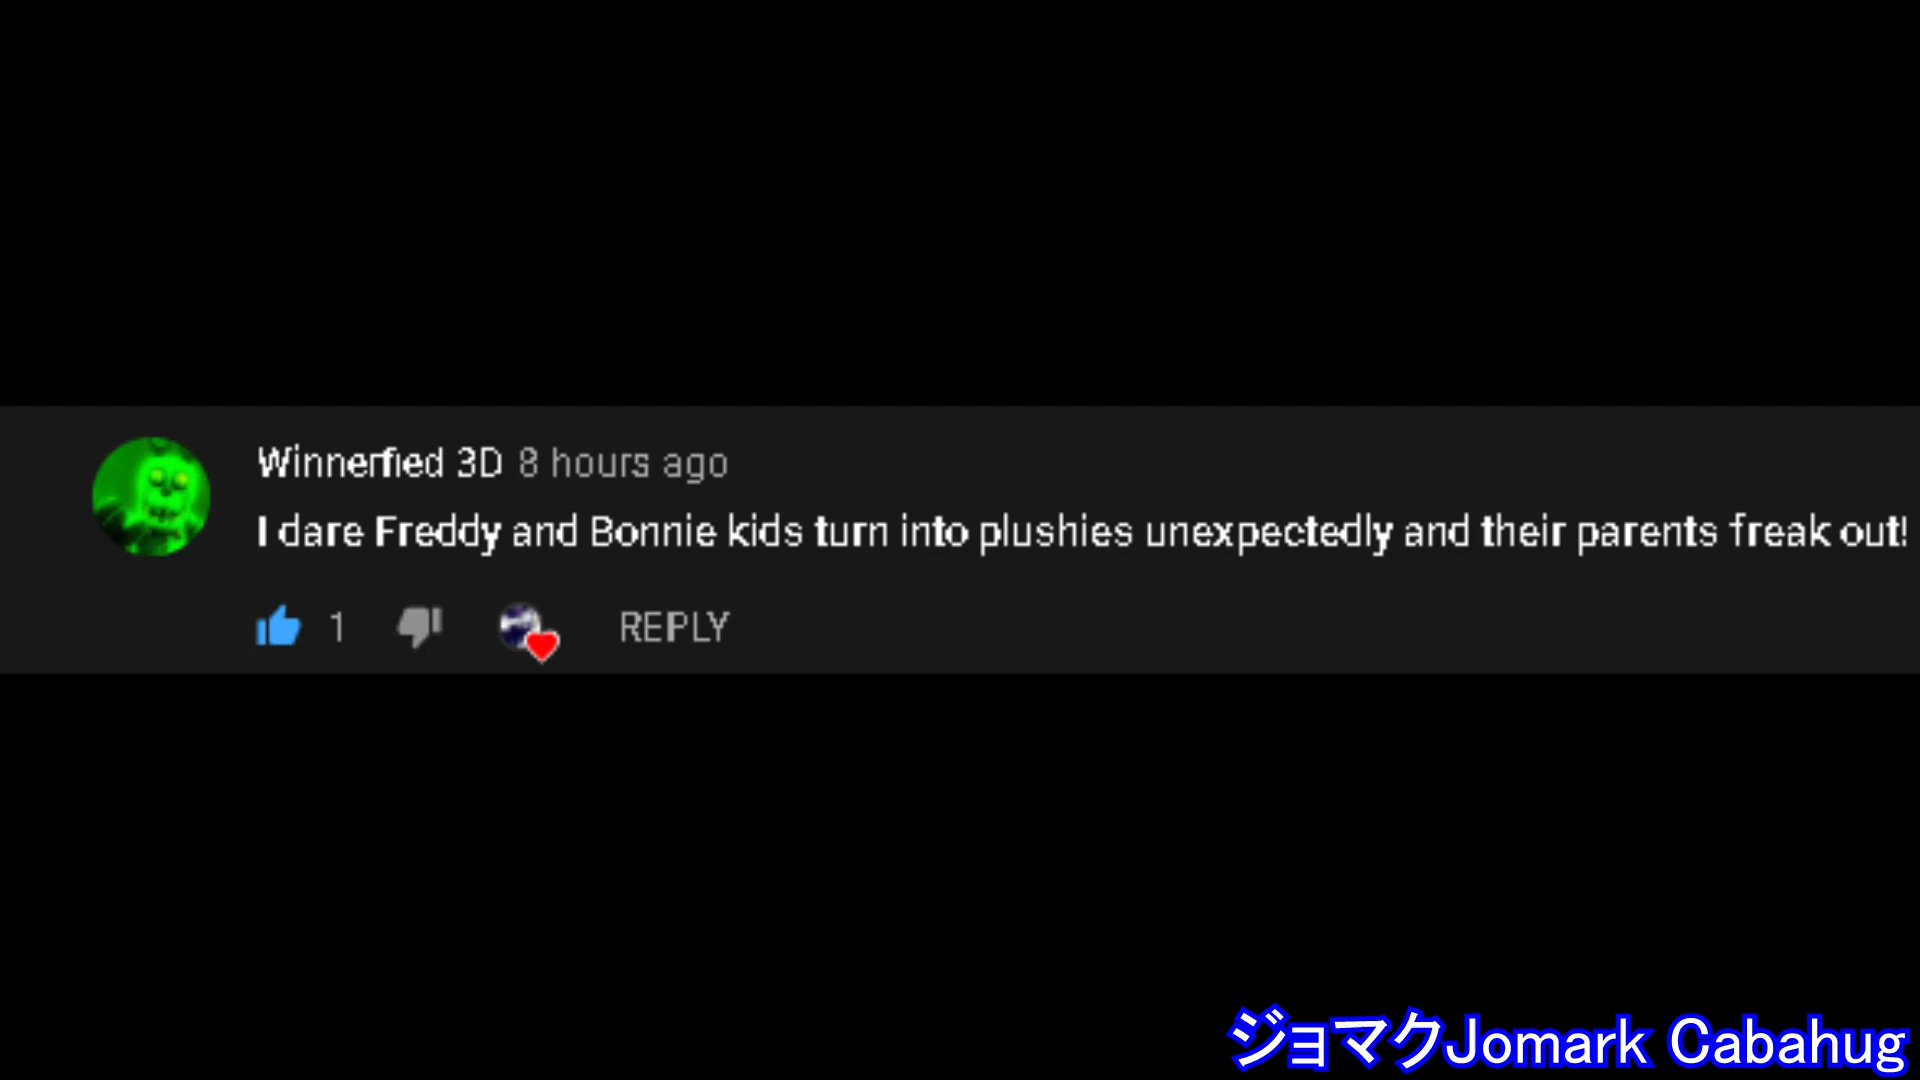 Winnerfied 3D 8 hours ago
I dare Freddy and Bonnie kids turn into plushies unexpectedly and their parents freak out!
1 REPLY
ジョマクJomark Cabahug